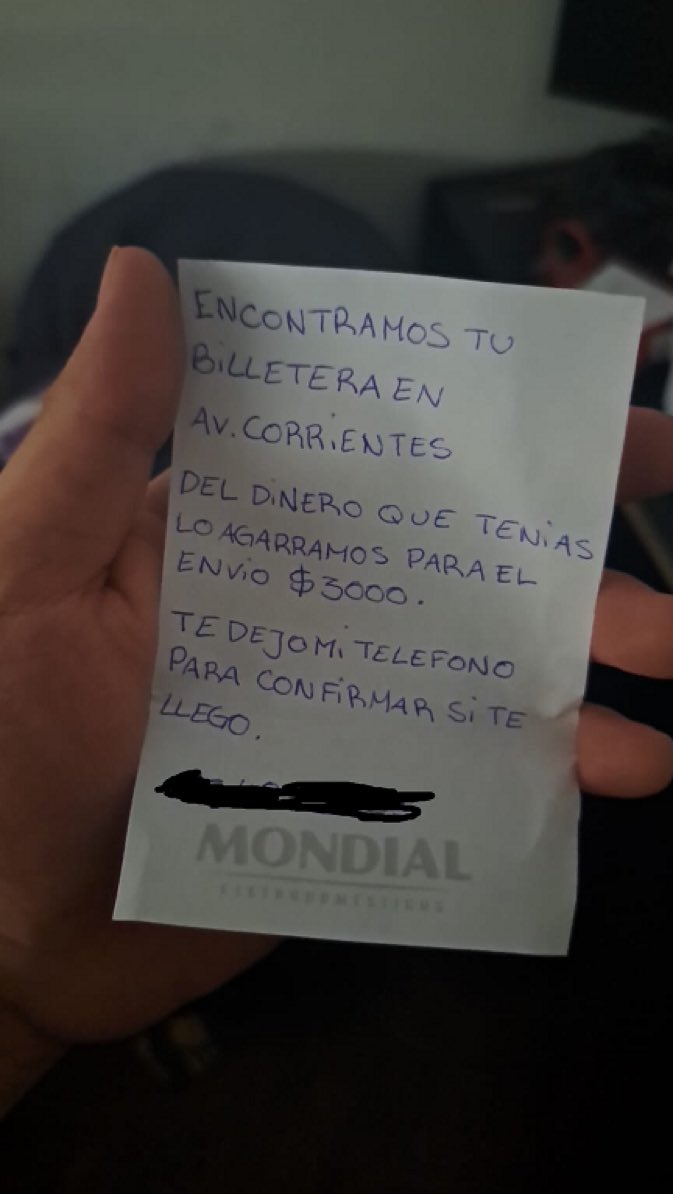 ENCONTRAMOS TU
BILLETERA EN
AV. CORRIENTES
DEL DINERO QUE TENIAS
LO AGARRAMOS PARA EL
ENVIO $3000.
TE DEJO MI TELEFONO
PARA CONFIRMAR SI TE
LLEGO.
MONDIAL
ELETRODOMÉSTICOS